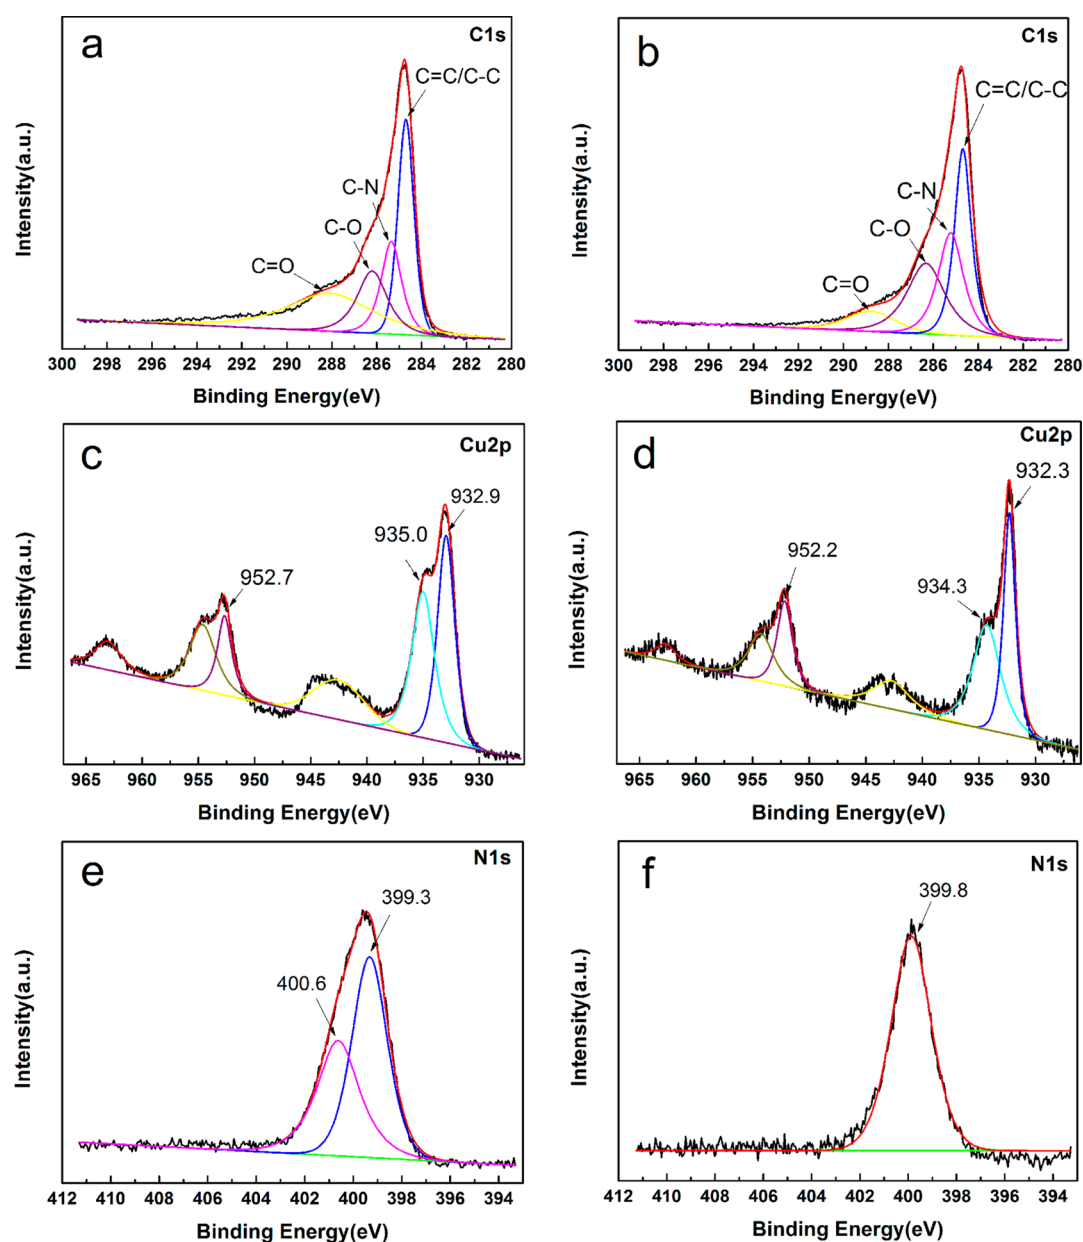 a
C1s
C=C/C-C
C-N
C-O
C=O
Intensity(a.u.)
300 298 296 294 292 290 288 286 284 282 280
Binding Energy(eV)
b
C1s
C=C/C-C
C-N
C-O
C=O
Intensity(a.u.)
300 298 296 294 292 290 288 286 284 282 280
Binding Energy(eV)
c
Cu2p
932.9
935.0
952.7
Intensity(a.u.)
965 960 955 950 945 940 935 930
Binding Energy(eV)
d
Cu2p
932.3
952.2
934.3
Intensity(a.u.)
965 960 955 950 945 940 935 930
Binding Energy(eV)
e
N1s
399.3
400.6
Intensity(a.u.)
412 410 408 406 404 402 400 398 396 394
Binding Energy(eV)
f
N1s
399.8
Intensity(a.u.)
412 410 408 406 404 402 400 398 396 394
Binding Energy(eV)